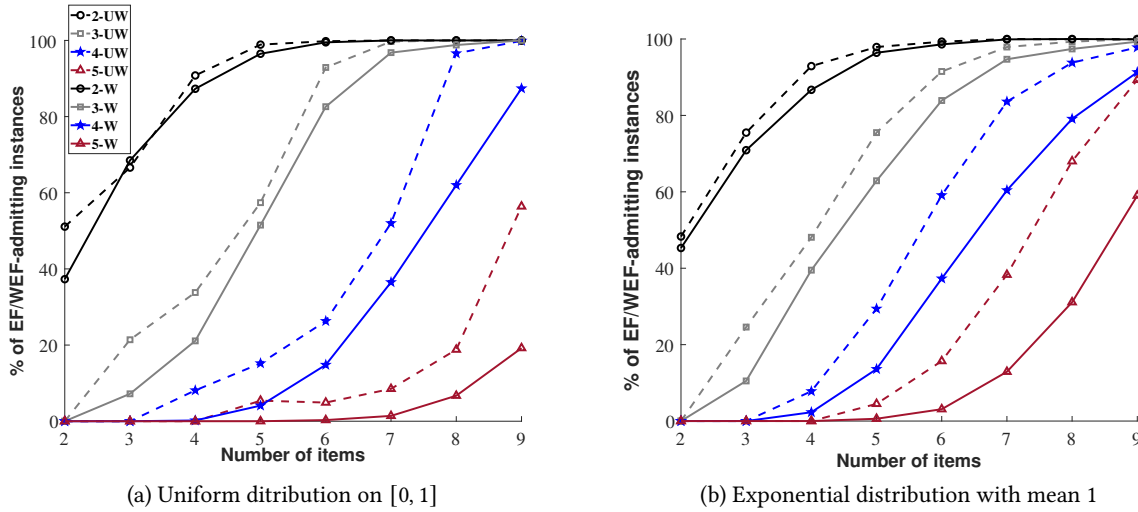 2-UW
3-UW
4-UW
5-UW
2-W
3-W
4-W
5-W
% of EF/WEF-admitting instances
100
80
60
40
20
0
2 3 4 5 6 7 8 9
Number of items
(a) Uniform ditribution on [0, 1]
% of EF/WEF-admitting instances
100
80
60
40
20
0
2 3 4 5 6 7 8 9
Number of items
(b) Exponential distribution with mean 1